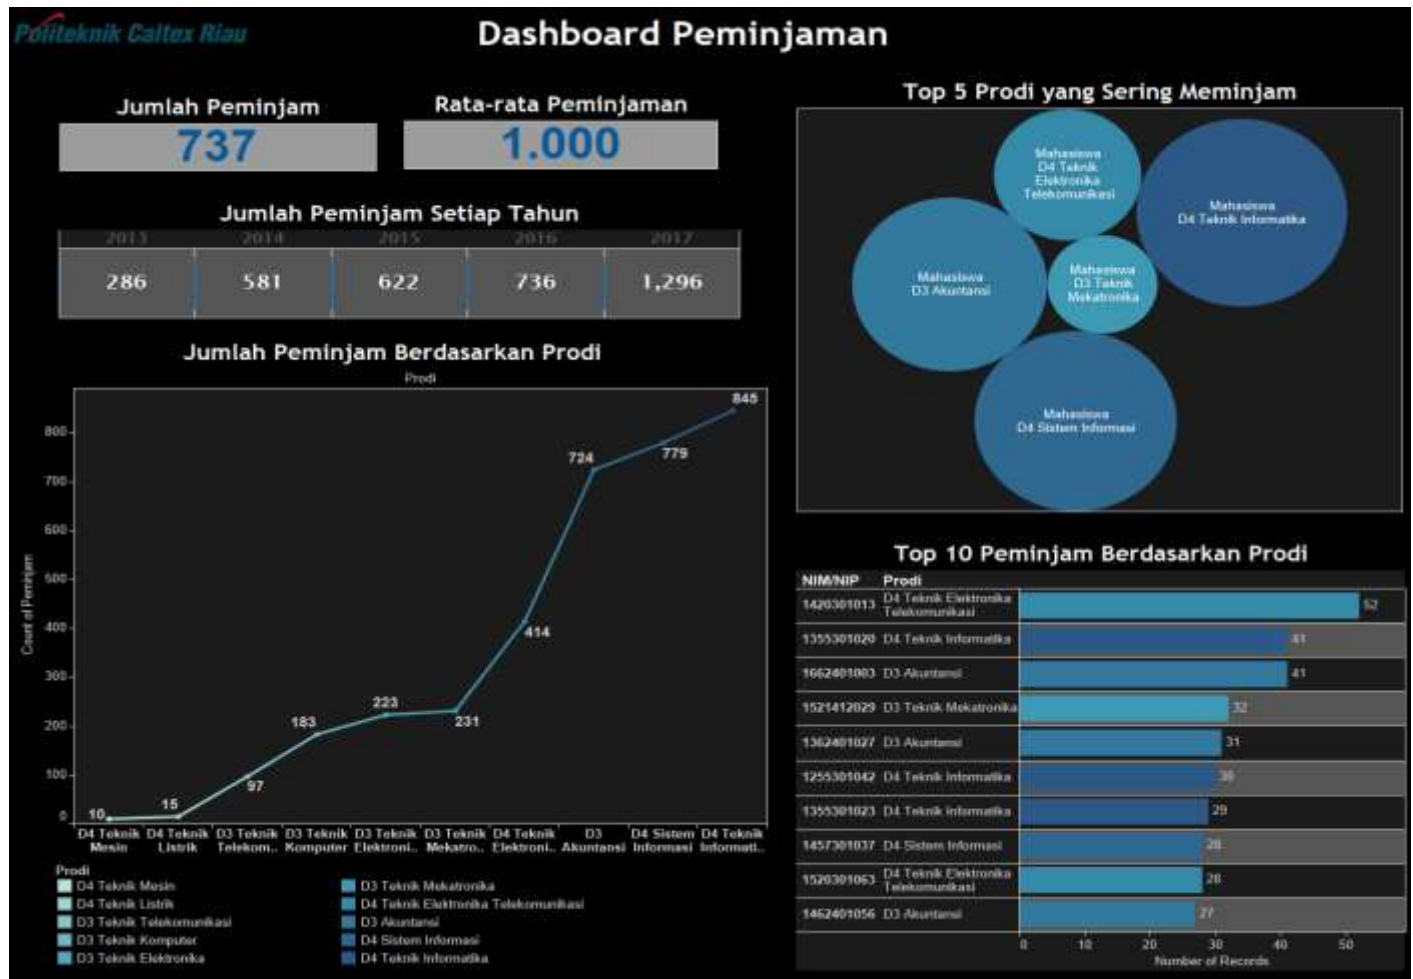 Politeknik Caltex Riau
Dashboard Peminjaman
Jumlah Peminjam
737
Rata-rata Peminjaman
1.000
Jumlah Peminjam Setiap Tahun
2013 2014 2015 2016 2017
286 581 622 736 1,296
Jumlah Peminjam Berdasarkan Prodi
Prodi
Count of Peminjam
800
700
600
500
400
300
200
100
0
10
15
97
183
223
231
414
724
779
845
D4 Teknik Mesin
D4 Teknik Listrik
D3 Teknik Telekom..
D3 Teknik Komputer
D3 Teknik Elektroni..
D3 Teknik Mekatro..
D4 Teknik Elektroni..
D3 Akuntansi
D4 Sistem Informasi
D4 Teknik Informati..
Prodi
D4 Teknik Mesin
D4 Teknik Listrik
D3 Teknik Telekomunikasi
D3 Teknik Komputer
D3 Teknik Elektronika
D3 Teknik Mekatronika
D4 Teknik Elektronika Telekomunikasi
D3 Akuntansi
D4 Sistem Informasi
D4 Teknik Informatika
Top 5 Prodi yang Sering Meminjam
Mahasiswa
D4 Teknik
Elektronika
Telekomunikasi
Mahasiswa
D4 Teknik Informatika
Mahasiswa
D3 Akuntansi
Mahasiswa
D3 Teknik
Mekatronika
Mahasiswa
D4 Sistem Informasi
Top 10 Peminjam Berdasarkan Prodi
NIM/NIP Prodi
1420301013 D4 Teknik Elektronika Telekomunikasi 52
1355301020 D4 Teknik Informatika 41
1662401003 D3 Akuntansi 41
1521412029 D3 Teknik Mekatronika 32
1362401027 D3 Akuntansi 31
1255301042 D4 Teknik Informatika 30
1355301023 D4 Teknik Informatika 29
1457301037 D4 Sistem Informasi 28
1520301063 D4 Teknik Elektronika Telekomunikasi 28
1462401056 D3 Akuntansi 27
0 10 20 30 40 50
Number of Records